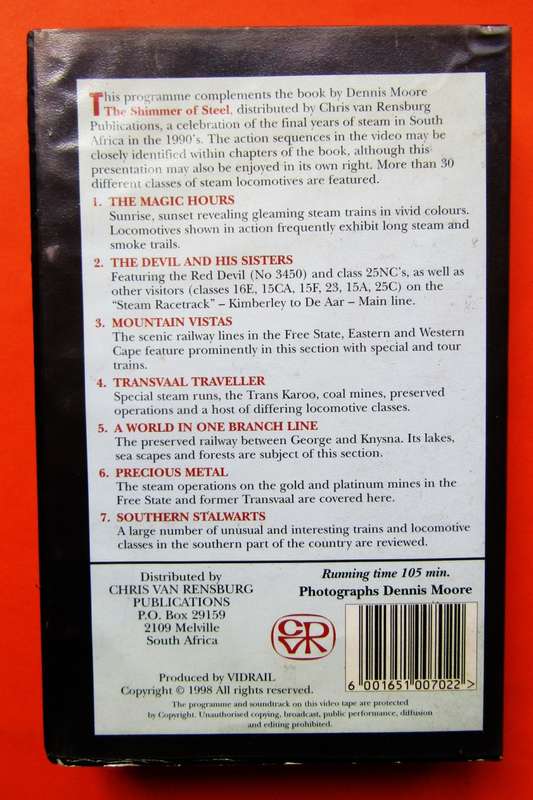 This programme complements the book by Dennis Moore
The Shimmer of Steel, distributed by Chris van Rensburg
Publications, a celebration of the final years of steam in South
Africa in the 1990's. The action sequences in the video may be
closely identified within chapters of the book, although this
presentation may also be enjoyed in its own right. More than 30
different classes of steam locomotives are featured.
1. THE MAGIC HOURS
Sunrise, sunset revealing gleaming steam trains in vivid colours.
Locomotives shown in action frequently exhibit long steam and
smoke trails.
2. THE DEVIL AND HIS SISTERS
Featuring the Red Devil (No 3450) and class 25NC's, as well as
other visitors (classes 16E, 15CA, 15F, 23, 15A, 25C) on the
“Steam Racetrack” – Kimberley to De Aar – Main line.
3. MOUNTAIN VISTAS
The scenic railway lines in the Free State, Eastern and Western
Cape feature prominently in this section with special and tour
trains.
4. TRANSVAAL TRAVELLER
Special steam runs, the Trans Karoo, coal mines, preserved
operations and a host of differing locomotive classes.
5. A WORLD IN ONE BRANCH LINE
The preserved railway between George and Knysna. Its lakes,
sea scapes and forests are subject of this section.
6. PRECIOUS METAL
The steam operations on the gold and platinum mines in the
Free State and former Transvaal are covered here.
7. SOUTHERN STALWARTS
A large number of unusual and interesting trains and locomotive
classes in the southern part of the country are reviewed.
Distributed by
CHRIS VAN RENSBURG
PUBLICATIONS
P.O. Box 29159
2109 Melville
South Africa
CVR
Running time 105 min.
Photographs Dennis Moore
6 001651 007022 >
Produced by VIDRAIL
Copyright © 1998 All rights reserved.
The programme and soundtrack on this video tape are protected
by Copyright. Unauthorised copying, broadcast, public performance, diffusion
and editing prohibited.